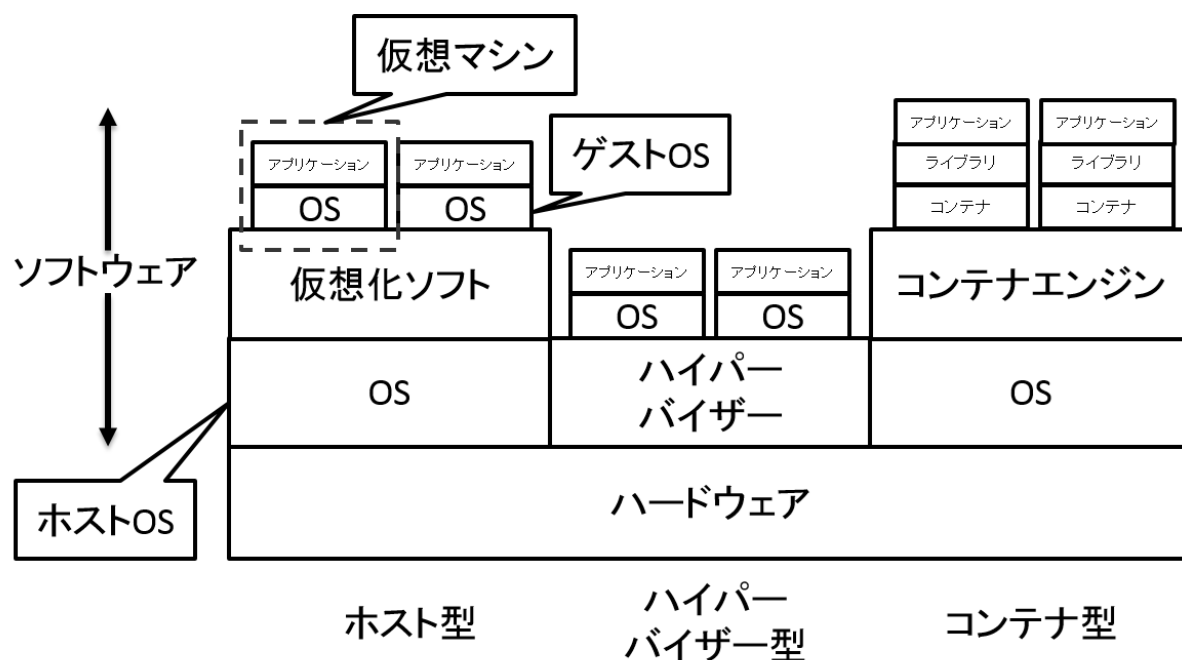 仮想マシン
アプリケーション アプリケーション
アプリケーション アプリケーション
ゲストOS
ライブラリ ライブラリ
OS OS
コンテナ コンテナ
ソフトウェア
仮想化ソフト
アプリケーション アプリケーション
コンテナエンジン
OS OS
OS
ハイパー
バイザー
OS
ホストOS
ハードウェア
ホスト型
ハイパー
バイザー型
コンテナ型